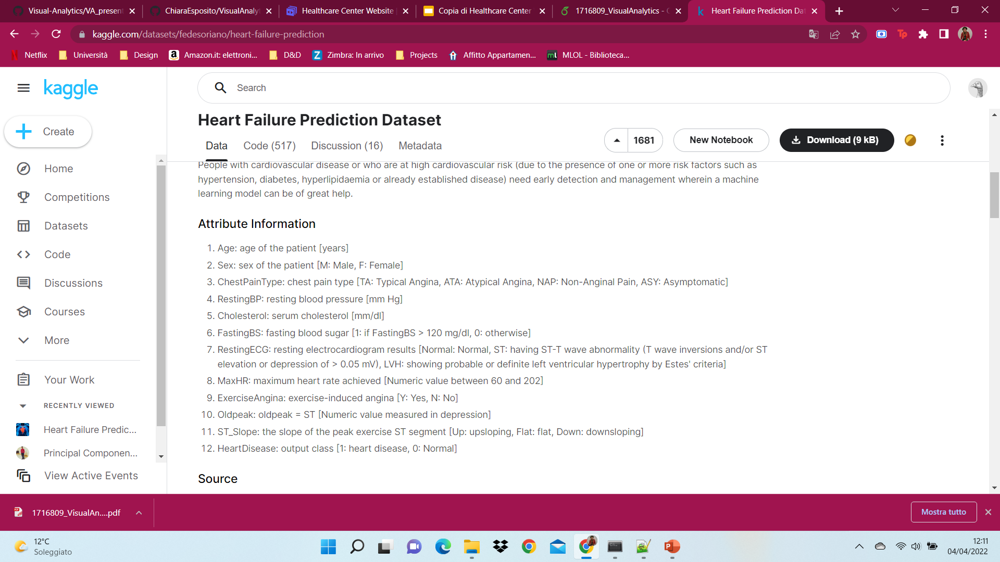 Visual-Analytics/VA_present
ChiaraEsposito/VisualAnalyt
Healthcare Center Website |
Copia di Healthcare Center
1716809_VisualAnalytics - O
Heart Failure Prediction Dat
kaggle.com/datasets/fedesoriano/heart-failure-prediction
Netflix
Università
Design
Amazon.it: elettroni...
D&D
Zimbra: In arrivo
Projects
Affitto Appartamen...
MLOL - Biblioteca...
kaggle
Search
Create
Heart Failure Prediction Dataset
Data
Code (517)
Discussion (16)
Metadata
1681
New Notebook
Download (9 kB)
Home
Competitions
Datasets
Code
Discussions
Courses
More
Your Work
RECENTLY VIEWED
Heart Failure Predic...
Principal Componen...
View Active Events
People with cardiovascular disease or who are at high cardiovascular risk (due to the presence of one or more risk factors such as
hypertension, diabetes, hyperlipidaemia or already established disease) need early detection and management wherein a machine
learning model can be of great help.
Attribute Information
1. Age: age of the patient [years]
2. Sex: sex of the patient [M: Male, F: Female]
3. ChestPainType: chest pain type [TA: Typical Angina, ATA: Atypical Angina, NAP: Non-Anginal Pain, ASY: Asymptomatic]
4. RestingBP: resting blood pressure [mm Hg]
5. Cholesterol: serum cholesterol [mm/dl]
6. FastingBS: fasting blood sugar [1: if FastingBS > 120 mg/dl, 0: otherwise]
7. RestingECG: resting electrocardiogram results [Normal: Normal, ST: having ST-T wave abnormality (T wave inversions and/or ST
elevation or depression of > 0.05 mV), LVH: showing probable or definite left ventricular hypertrophy by Estes' criteria]
8. MaxHR: maximum heart rate achieved [Numeric value between 60 and 202]
9. ExerciseAngina: exercise-induced angina [Y: Yes, N: No]
10. Oldpeak: oldpeak = ST [Numeric value measured in depression]
11. ST_Slope: the slope of the peak exercise ST segment [Up: upsloping, Flat: flat, Down: downsloping]
12. HeartDisease: output class [1: heart disease, 0: Normal]
Source
1716809_VisualAn....pdf
Mostra tutto
12°C
Soleggiato
12:11
04/04/2022